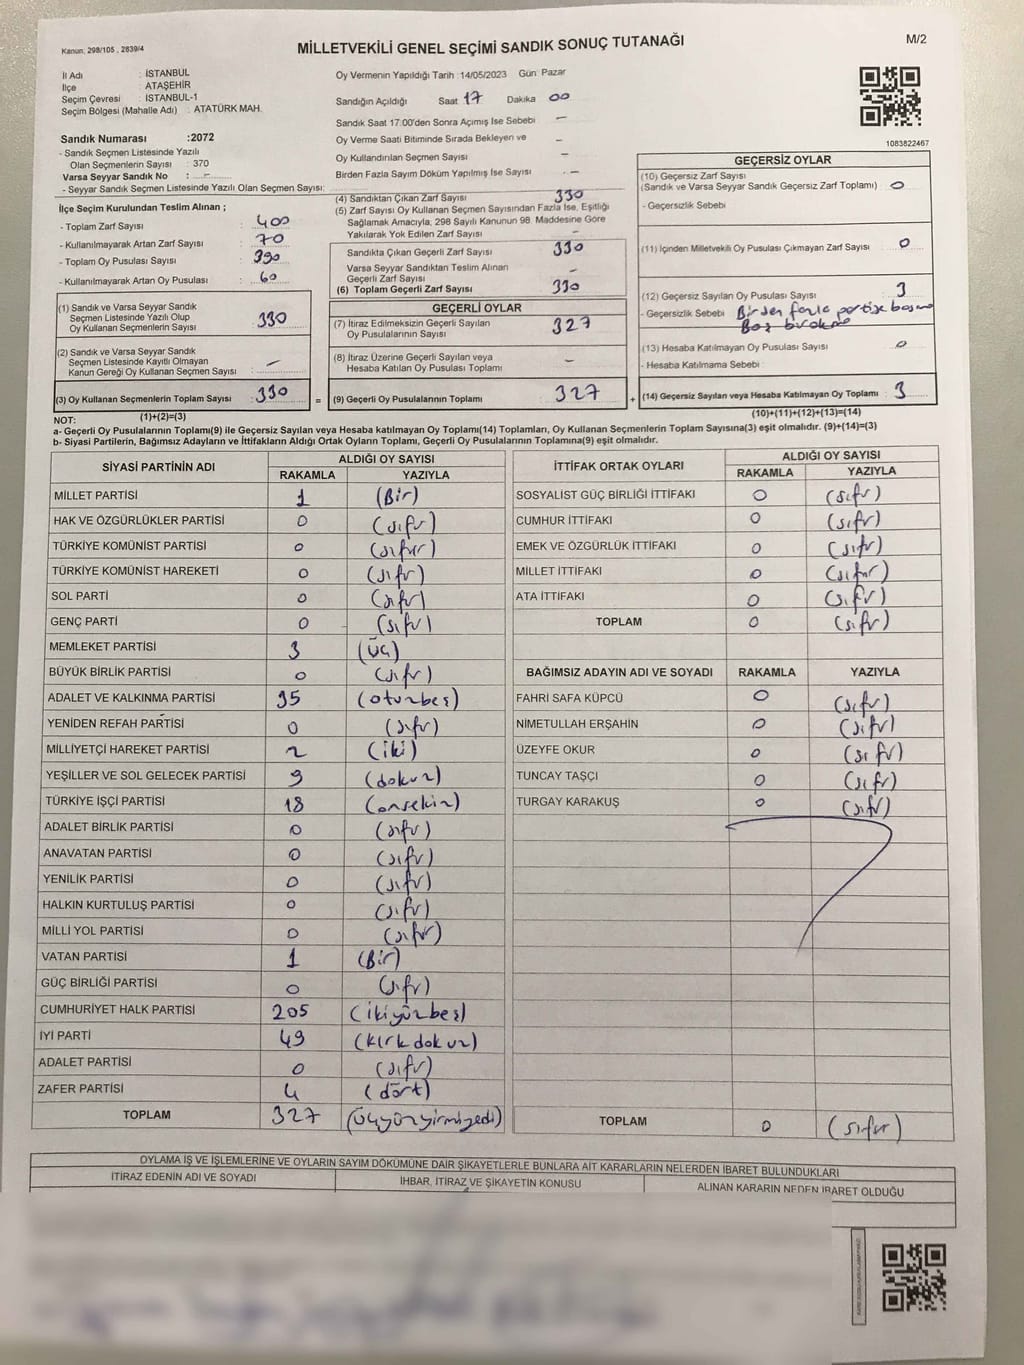 Kanun: 298/105 , 2839/4
MİLLETVEKİLİ GENEL SEÇİMİ SANDIK SONUÇ TUTANAĞI
M/2
İl Adı : İSTANBUL
İlçe : ATAŞEHİR
Seçim Çevresi : İSTANBUL-1
Seçim Bölgesi (Mahalle Adı) : ATATÜRK MAH.
Sandık Numarası :2072
- Sandık Seçmen Listesinde Yazılı
Olan Seçmenlerin Sayısı : 370
Varsa Seyyar Sandık No : -
- Seyyar Sandık Seçmen Listesinde Yazılı Olan Seçmen Sayısı:
İlçe Seçim Kurulundan Teslim Alınan ;
- Toplam Zarf Sayısı : 400
- Kullanılmayarak Artan Zarf Sayısı : 70
- Toplam Oy Pusulası Sayısı : 390
- Kullanılmayarak Artan Oy Pusulası : 60
(1) Sandık ve Varsa Seyyar Sandık
Seçmen Listesinde Yazılı Olup
Oy Kullanan Seçmenlerin Sayısı : 330
(2) Sandık ve Varsa Seyyar Sandık
Seçmen Listesinde Kayıtlı Olmayan
Kanun Gereği Oy Kullanan Seçmen Sayısı : -
(3) Oy Kullanan Seçmenlerin Toplam Sayısı : 330
(1)+(2)=(3)
Oy Vermenin Yapıldığı Tarih :14/05/2023 Gün: Pazar
Sandığın Açıldığı Saat 17 Dakika 00
Sandık Saat 17:00'den Sonra Açımış İse Sebebi -
Oy Verme Saati Bitiminde Sırada Bekleyen ve -
Oy Kullandırılan Seçmen Sayısı -
Birden Fazla Sayım Döküm Yapılmış İse Sayısı : -
(4) Sandıktan Çıkan Zarf Sayısı : 330
(5) Zarf Sayısı Oy Kullanan Seçmen Sayısından Fazla İse, Eşitliği
Sağlamak Amacıyla; 298 Sayılı Kanunun 98. Maddesine Göre
Yakılarak Yok Edilen Zarf Sayısı : -
Sandıkta Çıkan Geçerli Zarf Sayısı : 330
Varsa Seyyar Sandıktan Teslim Alınan
Geçerli Zarf Sayısı : -
(6) Toplam Geçerli Zarf Sayısı : 330
GEÇERLİ OYLAR
(7) İtiraz Edilmeksizin Geçerli Sayılan
Oy Pusulalarının Sayısı : 327
(8) İtiraz Üzerine Geçerli Sayılan veya
Hesaba Katılan Oy Pusulası Toplamı : -
= (9) Geçerli Oy Pusulalarının Toplamı : 327
1083822467
GEÇERSİZ OYLAR
(10) Geçersiz Zarf Sayısı
(Sandık ve Varsa Seyyar Sandık Geçersiz Zarf Toplamı) : 0
- Geçersizlik Sebebi
(11) İçinden Milletvekili Oy Pusulası Çıkmayan Zarf Sayısı : 0
(12) Geçersiz Sayılan Oy Pusulası Sayısı : 3
- Geçersizlik Sebebi : Birden fazla partiye basma
Boş bırakma
(13) Hesaba Katılmayan Oy Pusulası Sayısı : 0
- Hesaba Katılmama Sebebi :
+ (14) Geçersiz Sayılan veya Hesaba Katılmayan Oy Toplamı : 3
(10)+(11)+(12)+(13)=(14)
NOT:
a- Geçerli Oy Pusulalarının Toplamı(9) ile Geçersiz Sayılan veya Hesaba Katılmayan Oy Toplamı(14) Toplamları, Oy Kullanan Seçmenlerin Toplam Sayısına(3) eşit olmalıdır. (9)+(14)=(3)
b- Siyasi Partilerin, Bağımsız Adayların ve İttifakların Aldığı Ortak Oyların Toplamı, Geçerli Oy Pusulalarının Toplamına(9) eşit olmalıdır.
SİYASİ PARTİNİN ADI ALDIĞI OY SAYISI
RAKAMLA YAZIYLA
MİLLET PARTİSİ 1 (Bir)
HAK VE ÖZGÜRLÜKLER PARTİSİ 0 (sıfır)
TÜRKİYE KOMÜNİST PARTİSİ 0 (sıfır)
TÜRKİYE KOMÜNİST HAREKETİ 0 (sıfır)
SOL PARTİ 0 (sıfır)
GENÇ PARTİ 0 (sıfır)
MEMLEKET PARTİSİ 3 (Üç)
BÜYÜK BİRLİK PARTİSİ 0 (sıfır)
ADALET VE KALKINMA PARTİSİ 35 (otuzbeş)
YENİDEN REFAH PARTİSİ 0 (sıfır)
MİLLİYETÇİ HAREKET PARTİSİ 2 (iki)
YEŞİLLER VE SOL GELECEK PARTİSİ 9 (dokuz)
TÜRKİYE İŞÇİ PARTİSİ 18 (onsekiz)
ADALET BİRLİK PARTİSİ 0 (sıfır)
ANAVATAN PARTİSİ 0 (sıfır)
YENİLİK PARTİSİ 0 (sıfır)
HALKIN KURTULUŞ PARTİSİ 0 (sıfır)
MİLLİ YOL PARTİSİ 0 (sıfır)
VATAN PARTİSİ 1 (Bir)
GÜÇ BİRLİĞİ PARTİSİ 0 (sıfır)
CUMHURİYET HALK PARTİSİ 205 (ikiyüzbeş)
İYİ PARTİ 49 (kırkdokuz)
ADALET PARTİSİ 0 (sıfır)
ZAFER PARTİSİ 4 (dört)
TOPLAM 327 (üçyüzyirmiyedi)
İTTİFAK ORTAK OYLARI ALDIĞI OY SAYISI
RAKAMLA YAZIYLA
SOSYALİST GÜÇ BİRLİĞİ İTTİFAKI 0 (sıfır)
CUMHUR İTTİFAKI 0 (sıfır)
EMEK VE ÖZGÜRLÜK İTTİFAKI 0 (sıfır)
MİLLET İTTİFAKI 0 (sıfır)
ATA İTTİFAKI 0 (sıfır)
TOPLAM 0 (sıfır)
BAĞIMSIZ ADAYIN ADI VE SOYADI RAKAMLA YAZIYLA
FAHRİ SAFA KÜPCÜ 0 (sıfır)
NİMETULLAH ERŞAHİN 0 (sıfır)
ÜZEYFE OKUR 0 (sıfır)
TUNCAY TAŞÇI 0 (sıfır)
TURGAY KARAKUŞ 0 (sıfır)
TOPLAM 0 (sıfır)
OYLAMA İŞ VE İŞLEMLERİNE VE OYLARIN SAYIM DÖKÜMÜNE DAİR ŞİKAYETLERLE BUNLARA AİT KARARLARIN NELERDEN İBARET BULUNDUKLARI
İTİRAZ EDENİN ADI VE SOYADI
İHBAR, İTİRAZ VE ŞİKAYETİN KONUSU
ALINAN KARARIN NEDEN İBARET OLDUĞU